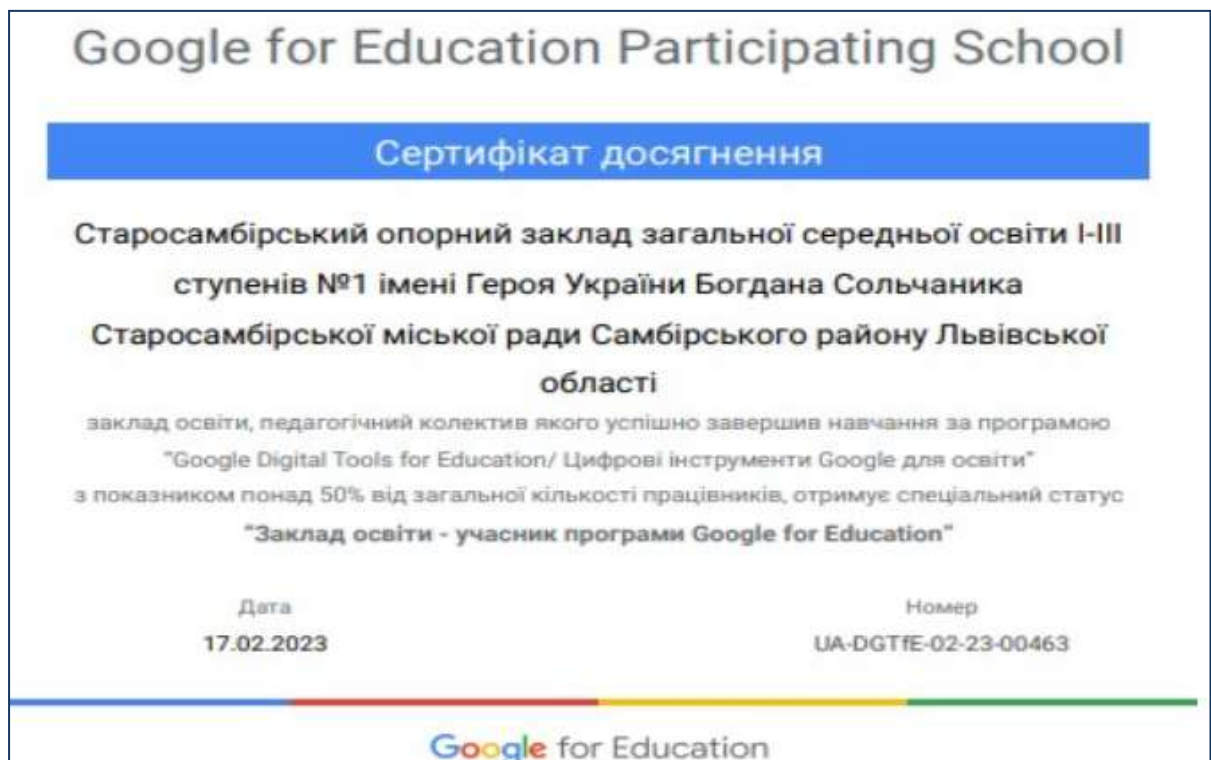 Google for Education Participating School
Сертифікат досягнення
Старосамбірський опорний заклад загальної середньої освіти І-ІІІ
ступенів №1 імені Героя України Богдана Сольчаника
Старосамбірської міської ради Самбірського району Львівської
області
заклад освіти, педагогічний колектив якого успішно завершив навчання за програмою
"Google Digital Tools for Education/ Цифрові інструменти Google для освіти"
з показником понад 50% від загальної кількості працівників, отримує спеціальний статус
"Заклад освіти - учасник програми Google for Education"
Дата Номер
17.02.2023 UA-DGTfE-02-23-00463
Google for Education